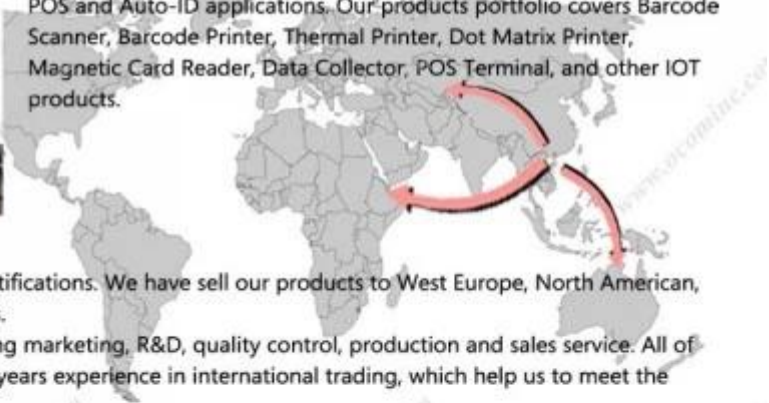 POS and Auto-ID applications. Our products portfolio covers Barcode
Scanner, Barcode Printer, Thermal Printer, Dot Matrix Printer,
Magnetic Card Reader, Data Collector, POS Terminal, and other IOT
products.
tifications. We have sell our products to West Europe, North American,
ng marketing, R&D, quality control, production and sales service. All of
years experience in international trading, which help us to meet the
www.ocominc.co